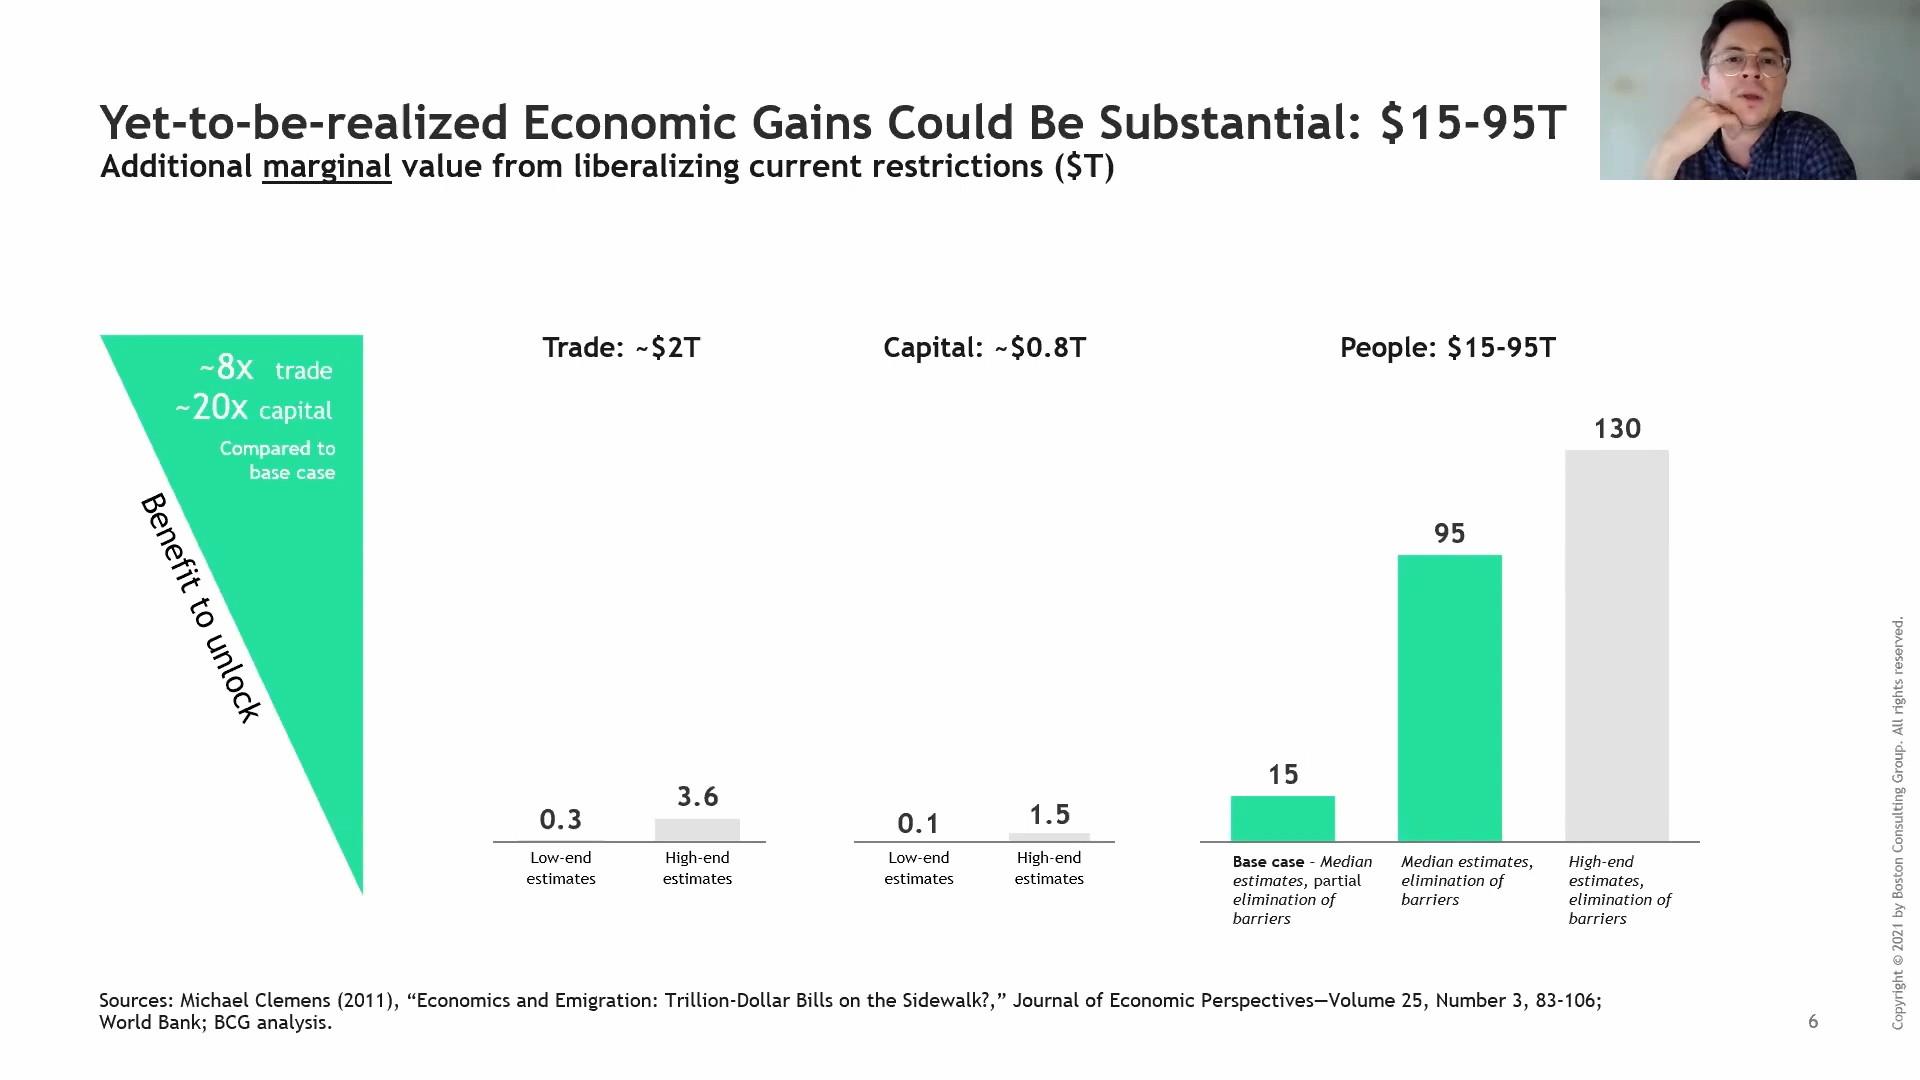 Yet-to-be-realized Economic Gains Could Be Substantial: $15-95T
Additional marginal value from liberalizing current restrictions ($T)
~8x trade
~20x capital
Compared to
base case
Benefit to unlock
Trade: ~$2T
0.3
3.6
Low-end
estimates
High-end
estimates
Capital: ~$0.8T
0.1
1.5
Low-end
estimates
High-end
estimates
People: $15-95T
15
95
130
Base case - Median
estimates, partial
elimination of
barriers
Median estimates,
elimination of
barriers
High-end
estimates,
elimination of
barriers
Sources: Michael Clemens (2011), “Economics and Emigration: Trillion-Dollar Bills on the Sidewalk?,” Journal of Economic Perspectives—Volume 25, Number 3, 83-106;
World Bank; BCG analysis.
6
Copyright © 2021 by Boston Consulting Group. All rights reserved.